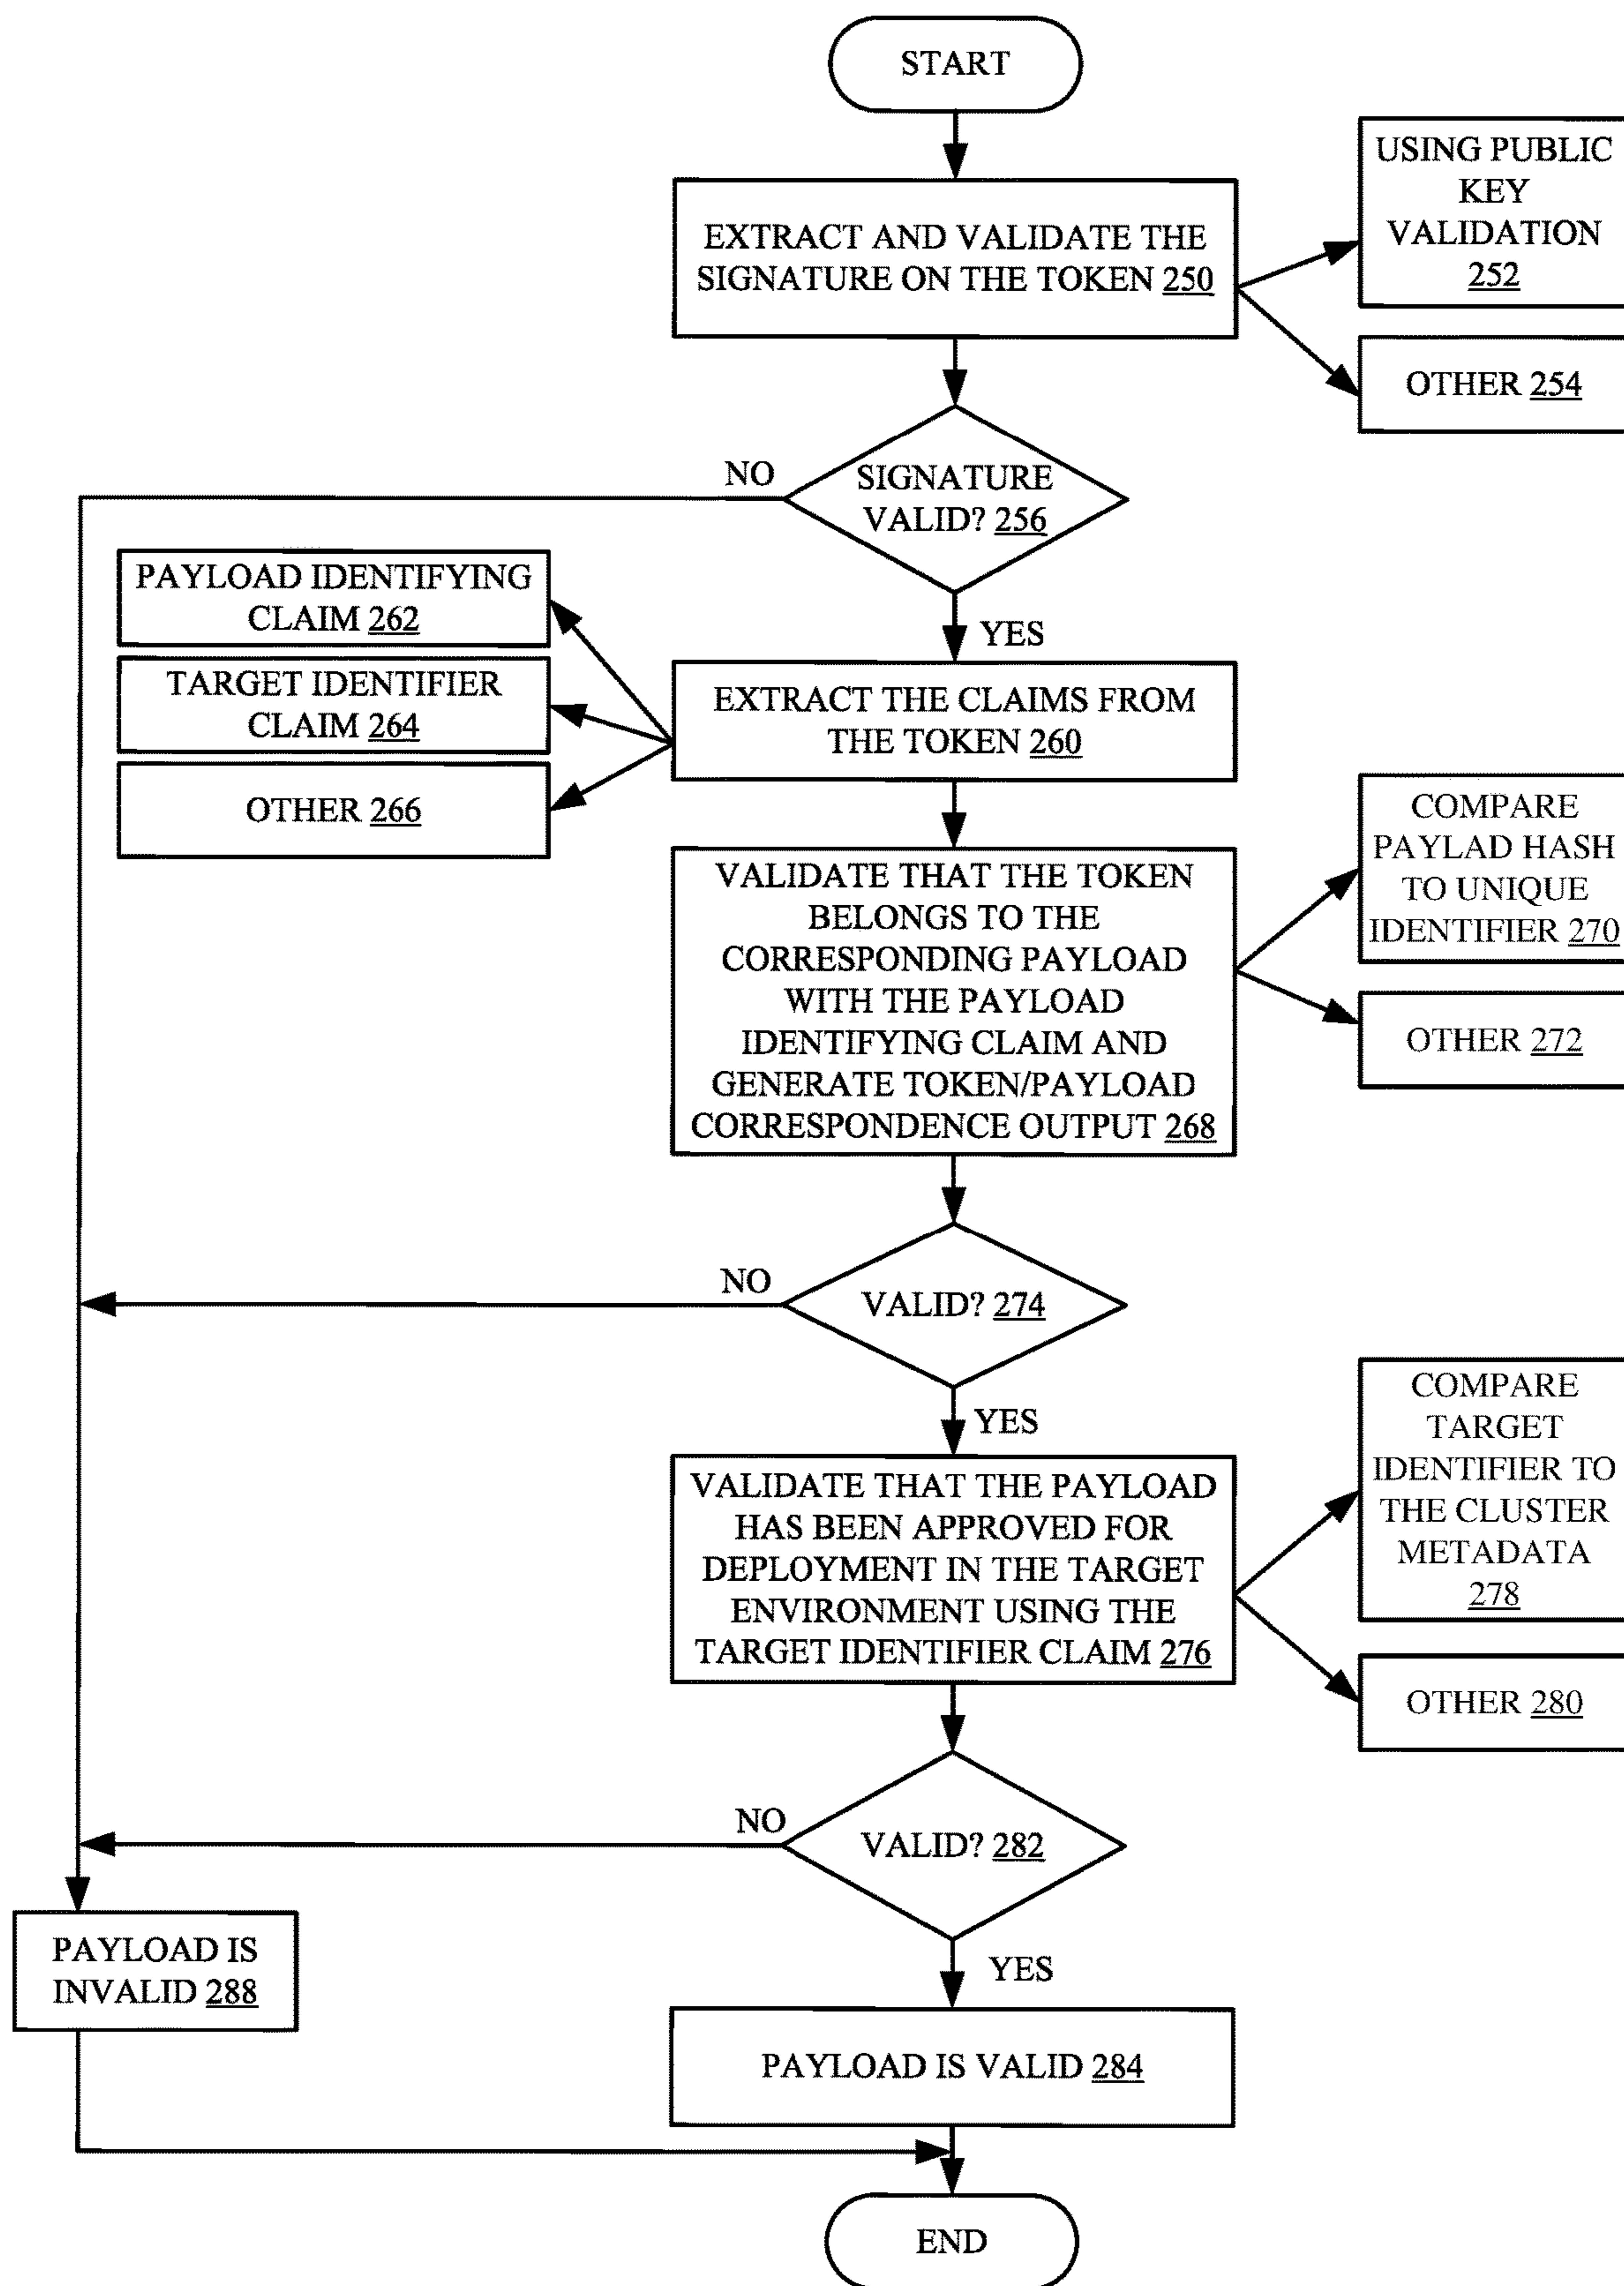 START
EXTRACT AND VALIDATE THE
SIGNATURE ON THE TOKEN 250
USING PUBLIC
KEY
VALIDATION
252
OTHER 254
NO
SIGNATURE
VALID? 256
YES
PAYLOAD IDENTIFYING
CLAIM 262
TARGET IDENTIFIER
CLAIM 264
OTHER 266
EXTRACT THE CLAIMS FROM
THE TOKEN 260
VALIDATE THAT THE TOKEN
BELONGS TO THE
CORRESPONDING PAYLOAD
WITH THE PAYLOAD
IDENTIFYING CLAIM AND
GENERATE TOKEN/PAYLOAD
CORRESPONDENCE OUTPUT 268
COMPARE
PAYLAD HASH
TO UNIQUE
IDENTIFIER 270
OTHER 272
NO
VALID? 274
YES
VALIDATE THAT THE PAYLOAD
HAS BEEN APPROVED FOR
DEPLOYMENT IN THE TARGET
ENVIRONMENT USING THE
TARGET IDENTIFIER CLAIM 276
COMPARE
TARGET
IDENTIFIER TO
THE CLUSTER
METADATA
278
OTHER 280
NO
VALID? 282
YES
PAYLOAD IS
INVALID 288
PAYLOAD IS VALID 284
END